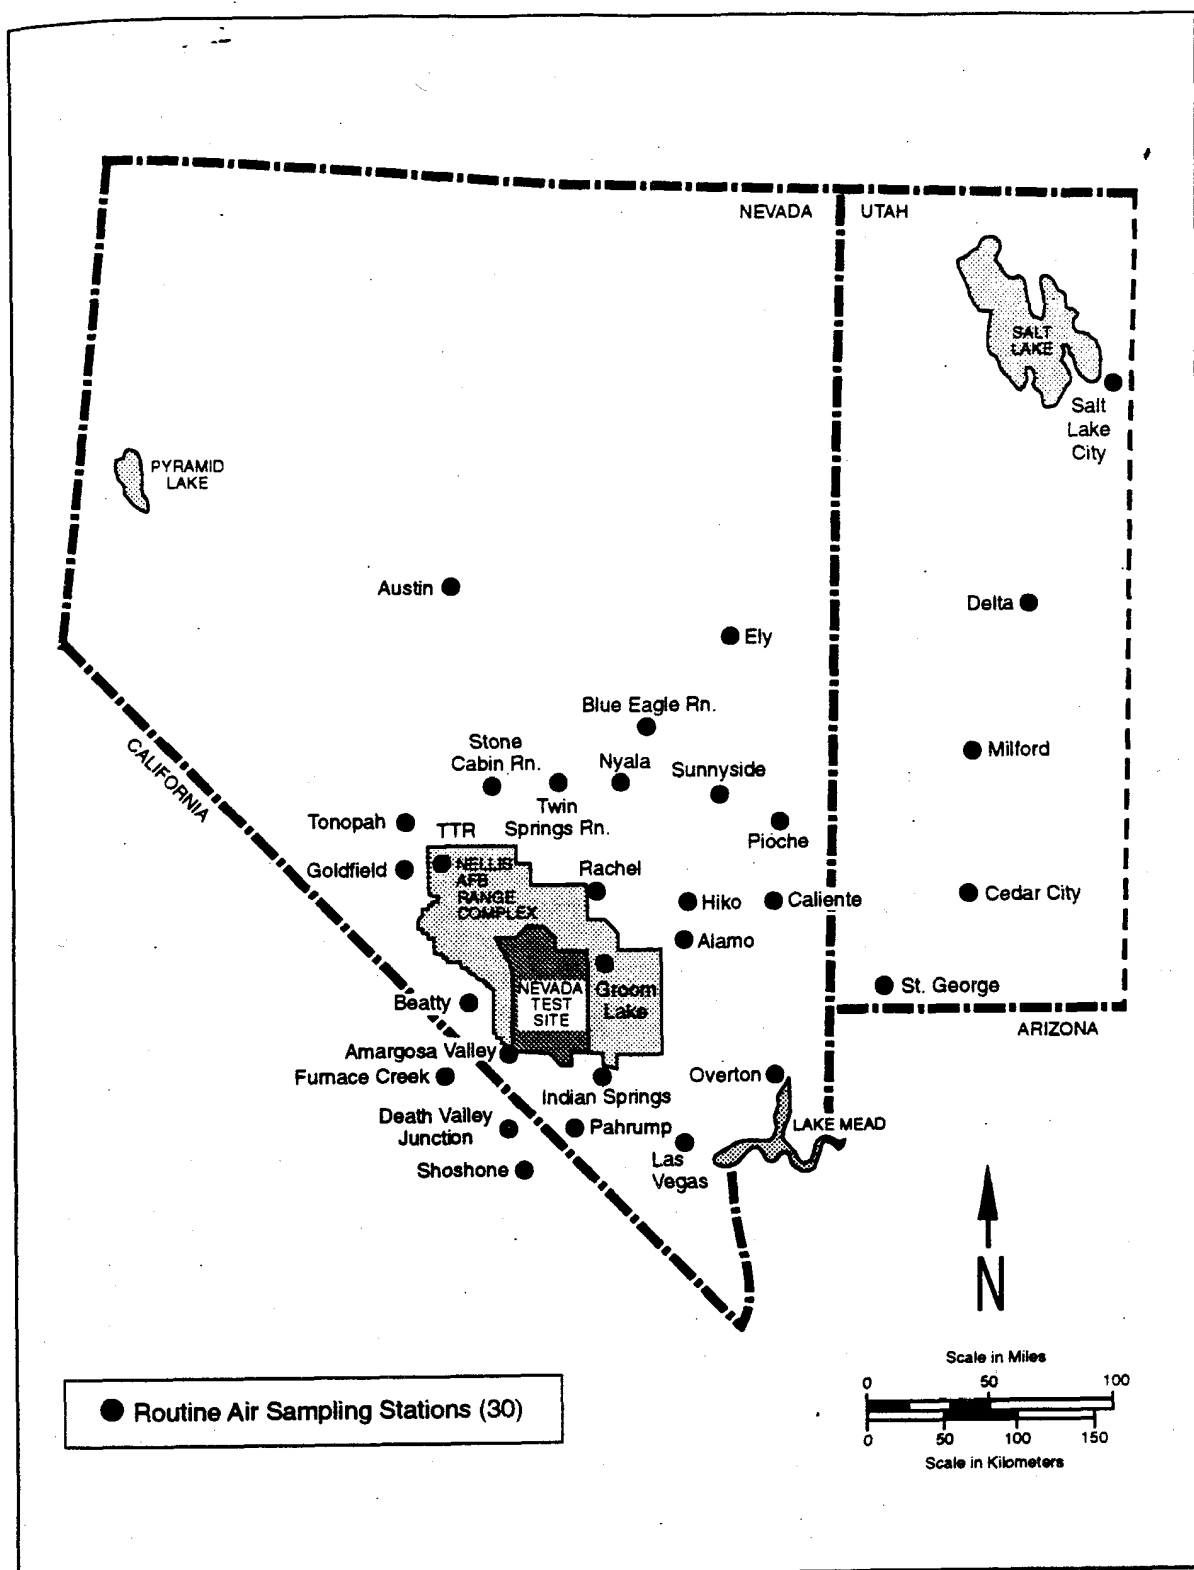 NEVADA
UTAH
SALT
LAKE
Salt
Lake
City
PYRAMID
LAKE
Austin
Delta
Ely
Blue Eagle Rn.
Stone
Cabin Rn.
Nyala
Sunnyside
Milford
CALIFORNIA
Twin
Springs Rn.
Tonopah
TTR
Pioche
Goldfield
NELLIS
AFB
RANGE
COMPLEX
Rachel
Hiko
Caliente
Cedar City
Alamo
Groom
Lake
NEVADA
TEST
SITE
St. George
Beatty
ARIZONA
Amargosa Valley
Furnace Creek
Indian Springs
Overton
Death Valley
Junction
Pahrump
LAKE MEAD
Las
Vegas
Shoshone
N
Scale in Miles
0 50 100
0 50 100 150
Scale in Kilometers
Routine Air Sampling Stations (30)